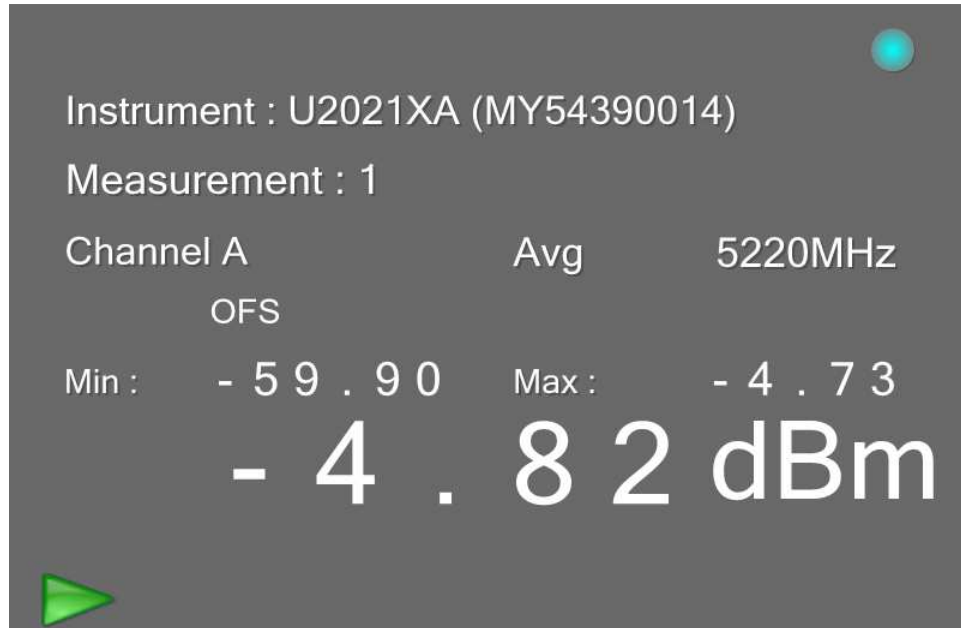 Instrument : U2021XA (MY54390014)
Measurement : 1
Channel A Avg 5220MHz
OFS
Min : -59.90 Max : -4.73
-4.82 dBm